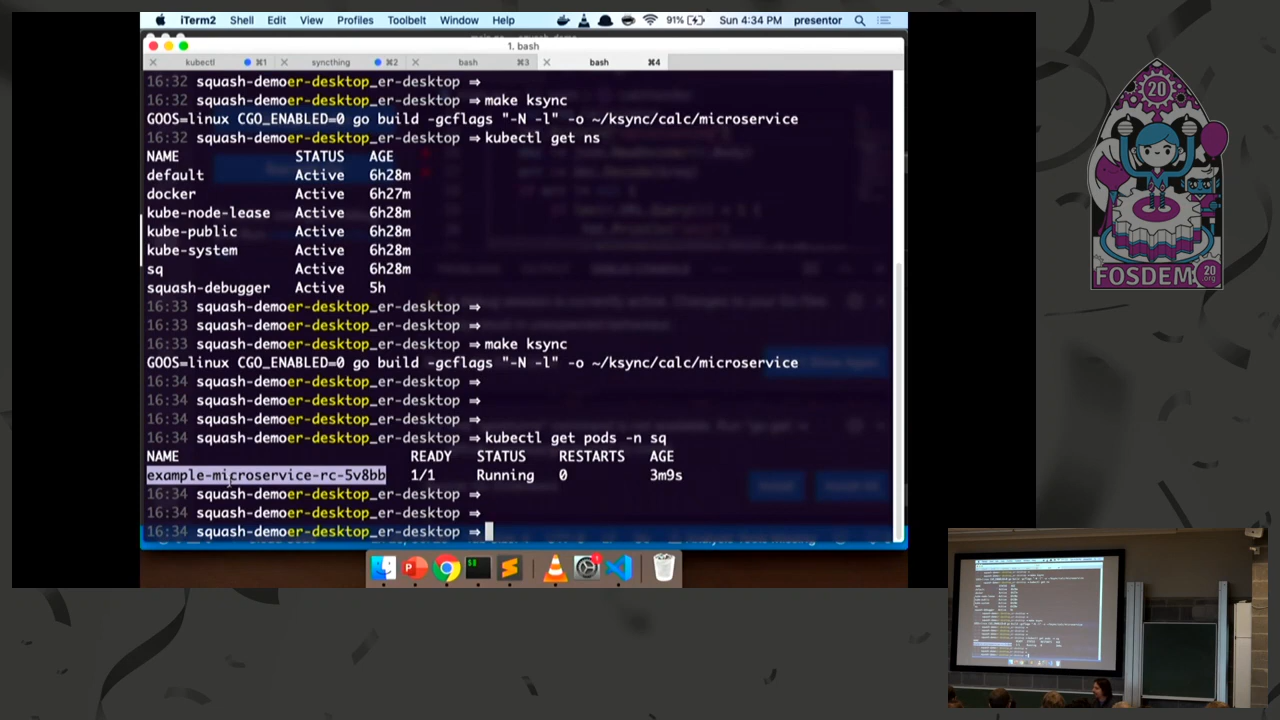 iTerm2 Shell Edit View Profiles Toolbelt Window Help 91% Sun 4:34 PM presentor
1. bash
kubectl ⌘1 syncthing ⌘2 bash ⌘3 bash ⌘4
16:32 squash-demoer-desktop_er-desktop ⇒
16:32 squash-demoer-desktop_er-desktop ⇒ make ksync
GOOS=linux CGO_ENABLED=0 go build -gcflags "-N -l" -o ~/ksync/calc/microservice
16:32 squash-demoer-desktop_er-desktop ⇒ kubectl get ns
NAME STATUS AGE
default Active 6h28m
docker Active 6h27m
kube-node-lease Active 6h28m
kube-public Active 6h28m
kube-system Active 6h28m
sq Active 6h28m
squash-debugger Active 5h
16:33 squash-demoer-desktop_er-desktop ⇒
16:33 squash-demoer-desktop_er-desktop ⇒
16:33 squash-demoer-desktop_er-desktop ⇒ make ksync
GOOS=linux CGO_ENABLED=0 go build -gcflags "-N -l" -o ~/ksync/calc/microservice
16:34 squash-demoer-desktop_er-desktop ⇒
16:34 squash-demoer-desktop_er-desktop ⇒
16:34 squash-demoer-desktop_er-desktop ⇒
16:34 squash-demoer-desktop_er-desktop ⇒ kubectl get pods -n sq
NAME READY STATUS RESTARTS AGE
example-microservice-rc-5v8bb 1/1 Running 0 3m9s
16:34 squash-demoer-desktop_er-desktop ⇒
16:34 squash-demoer-desktop_er-desktop ⇒
16:34 squash-demoer-desktop_er-desktop ⇒
20
FOSDEM 20
.org